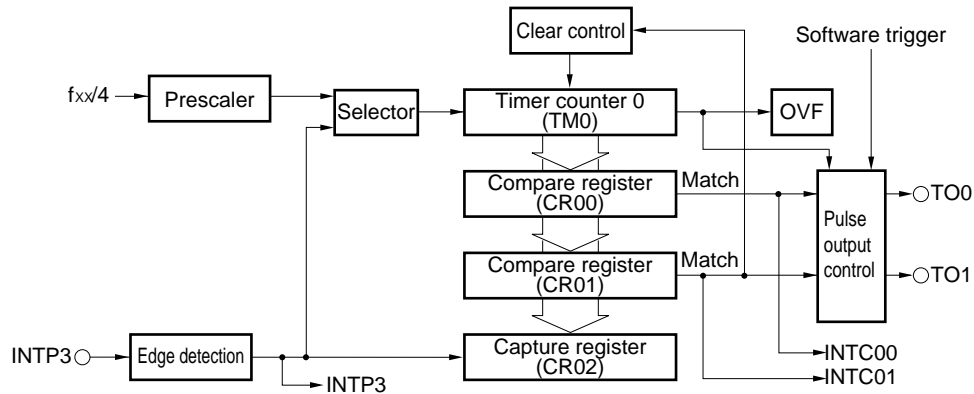 Clear control
Software trigger
fxx/4
Prescaler
Selector
Timer counter 0
(TM0)
OVF
Compare register
(CR00)
Match
Pulse
output
control
TO0
Compare register
(CR01)
Match
TO1
INTP3
Edge detection
Capture register
(CR02)
INTP3
INTC00
INTC01